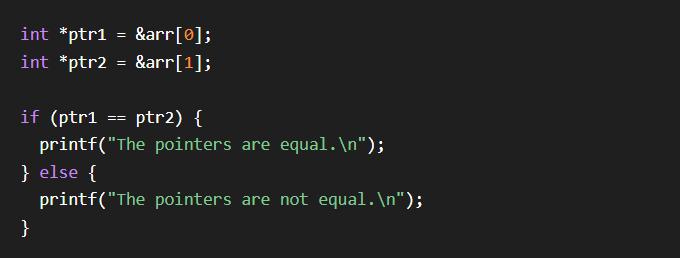 int *ptr1 = &arr[0];
int *ptr2 = &arr[1];

if (ptr1 == ptr2) {
  printf("The pointers are equal.\n");
} else {
  printf("The pointers are not equal.\n");
}